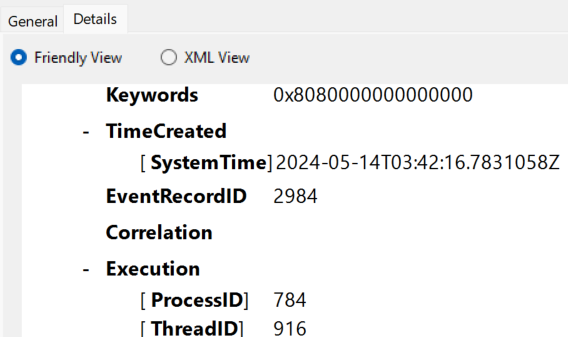 General Details
Friendly View XML View
Keywords 0x8080000000000000
- TimeCreated
[ SystemTime] 2024-05-14T03:42:16.7831058Z
EventRecordID 2984
Correlation
- Execution
[ ProcessID] 784
[ ThreadID] 916